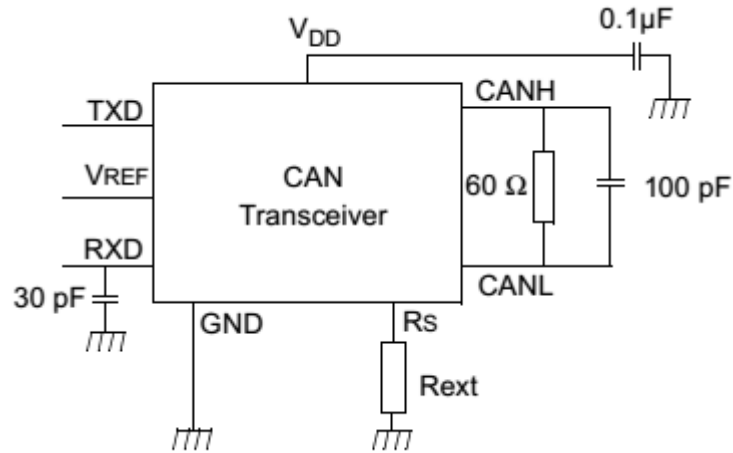 0.1µF
VDD
CANH
TXD
VREF
CAN
Transceiver
60 Ω
100 pF
RXD
CANL
30 pF
GND
RS
Rext